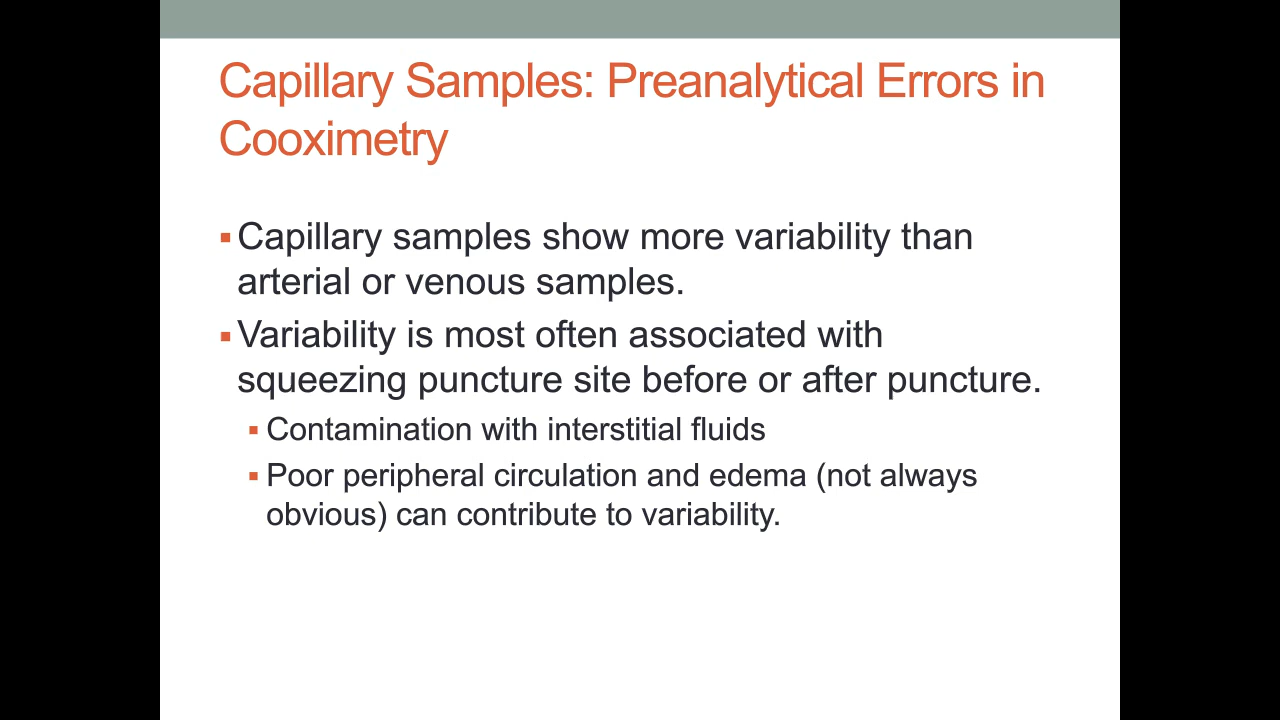 Capillary Samples: Preanalytical Errors in
Cooximetry
▪Capillary samples show more variability than
arterial or venous samples.
▪Variability is most often associated with
squeezing puncture site before or after puncture.
▪Contamination with interstitial fluids
▪Poor peripheral circulation and edema (not always
obvious) can contribute to variability.